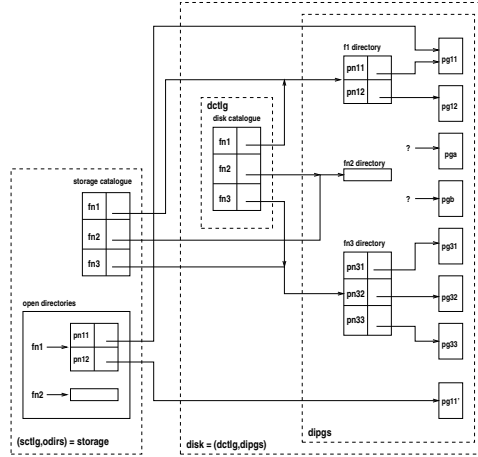 storage catalogue
fn1
fn2
fn3
open directories
fn1
pn11
pn12
fn2
(sctlg,odirs) = storage
dctlg
disk catalogue
fn1
fn2
fn3
disk = (dctlg,dipgs)
f1 directory
pn11
pn12
fn2 directory
fn3 directory
pn31
pn32
pn33
dipgs
pg11
pg12
? pga
? pgb
pg31
pg32
pg33
pg11'